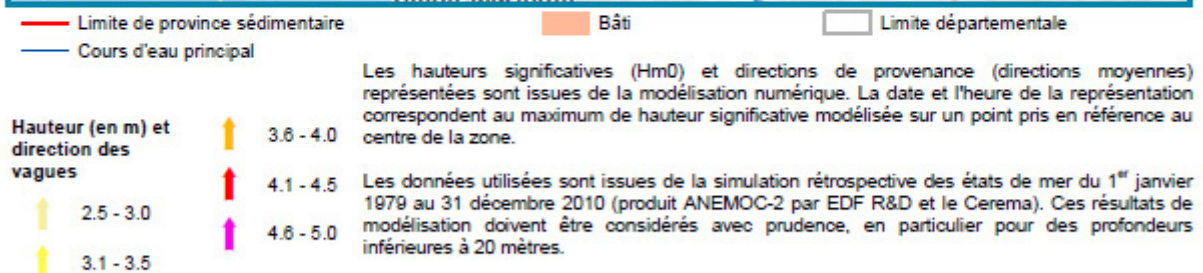 Limite de province sédimentaire
Bâti
Limite départementale
Cours d'eau principal
Les hauteurs significatives (Hm0) et directions de provenance (directions moyennes)
représentées sont issues de la modélisation numérique. La date et l'heure de la représentation
correspondent au maximum de hauteur significative modélisée sur un point pris en référence au
centre de la zone.
Hauteur (en m) et
direction des
vagues
2.5 - 3.0
3.1 - 3.5
3.6 - 4.0
4.1 - 4.5
4.6 - 5.0
Les données utilisées sont issues de la simulation rétrospective des états de mer du 1er janvier
1979 au 31 décembre 2010 (produit ANEMOC-2 par EDF R&D et le Cerema). Ces résultats de
modélisation doivent être considérés avec prudence, en particulier pour des profondeurs
inférieures à 20 mètres.